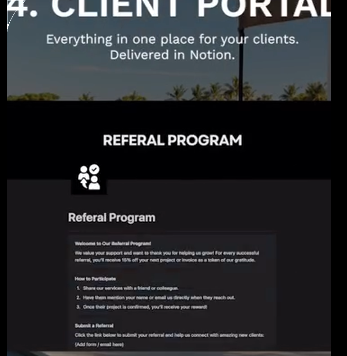 4. CLIENT PORTAL
Everything in one place for your clients.
Delivered in Notion.
REFERAL PROGRAM
Referal Program
Welcome to Our Referral Program!
We value your support and want to thank you for helping us grow! For every successful
referral, you'll receive 15% off your next project or invoice as a token of our gratitude.
How to Participate
1. Share our services with a friend or colleague.
2. Have them mention your name or email us directly when they reach out.
3. Once their project is confirmed, you'll receive your reward!
Submit a Referral
Click the link below to submit your referral and help us connect with amazing new clients:
(Add form / email here)